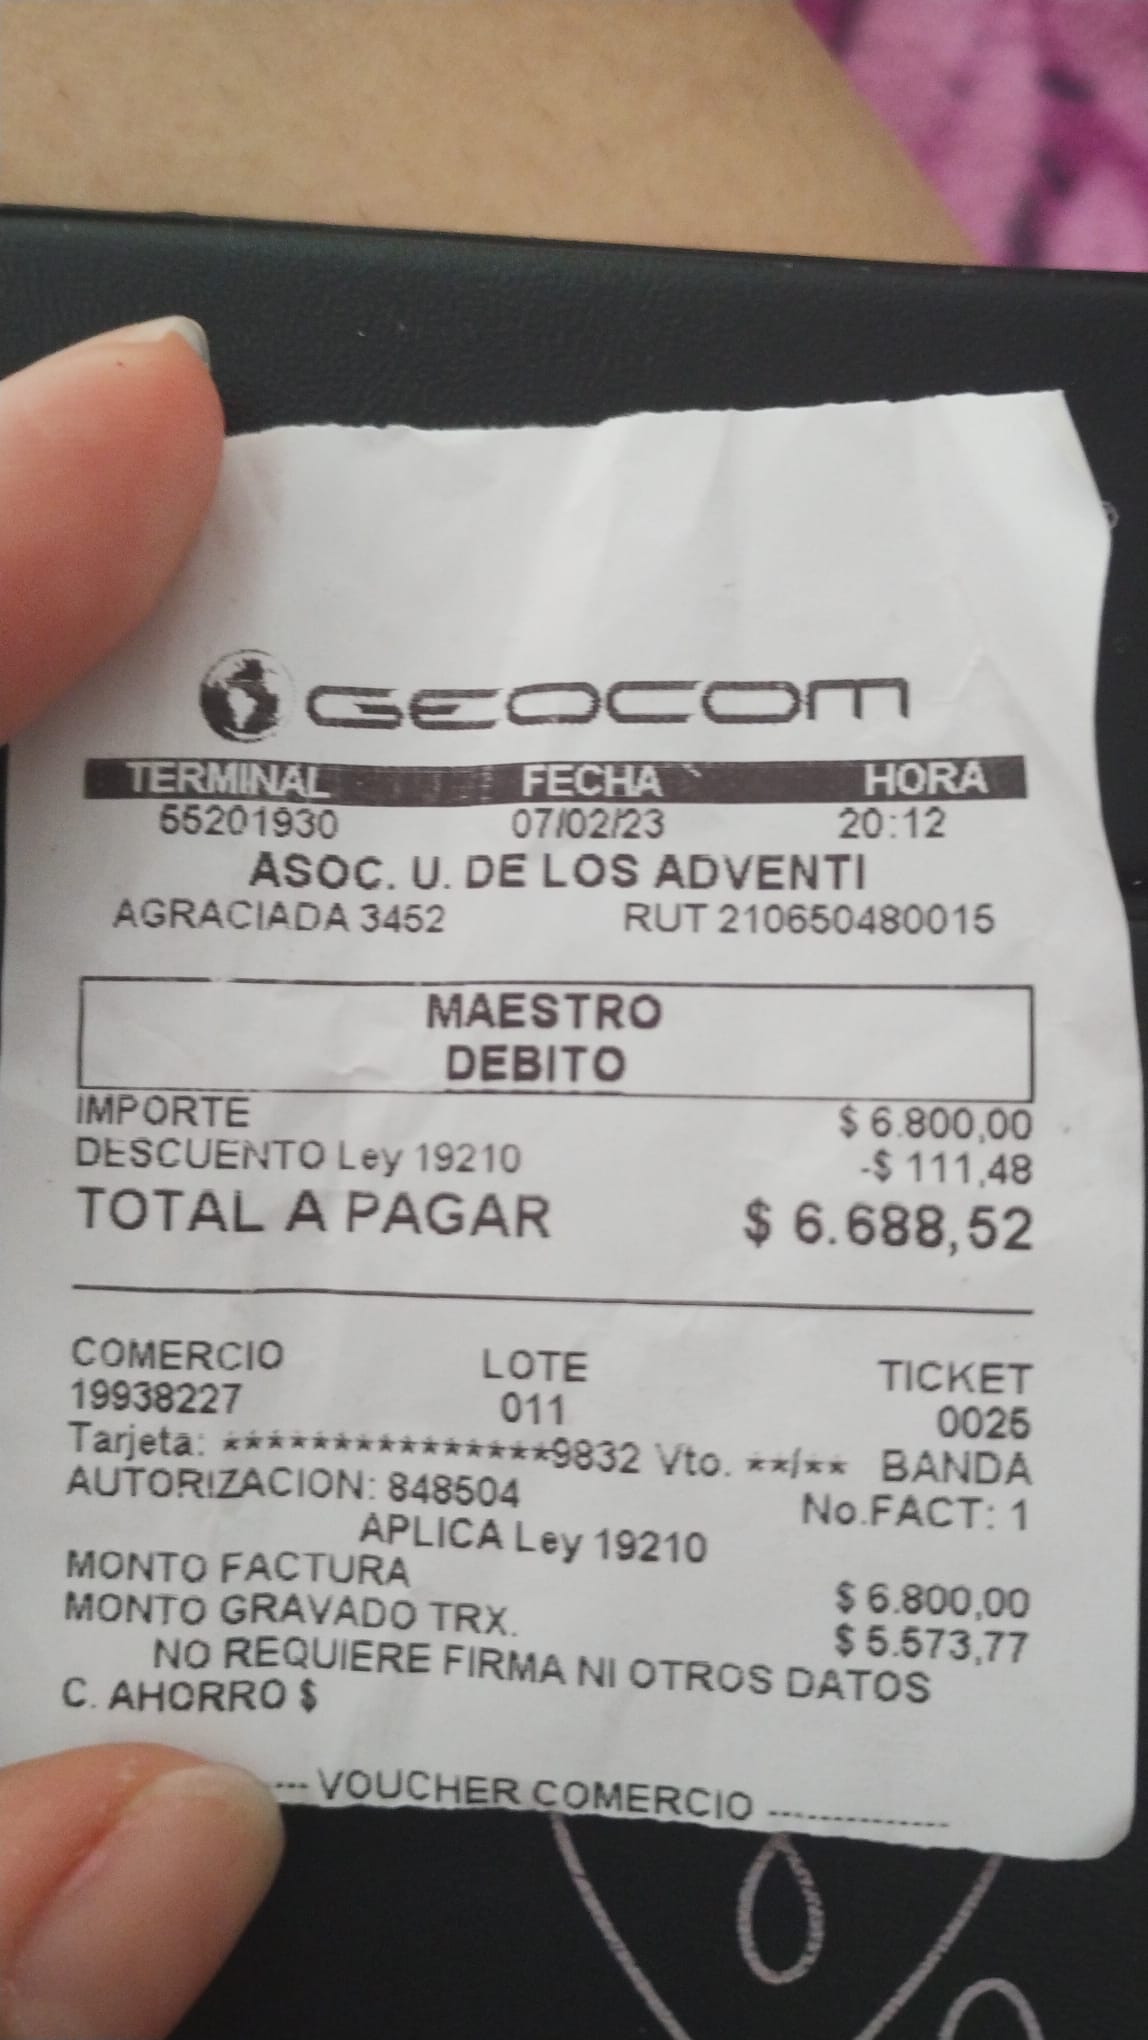 GEOCOM
TERMINAL FECHA HORA
55201930 07/02/23 20:12
ASOC. U. DE LOS ADVENTI
AGRACIADA 3452 RUT 210650480015
MAESTRO
DEBITO
IMPORTE $ 6.800,00
DESCUENTO Ley 19210 -$ 111,48
TOTAL A PAGAR $ 6.688,52
COMERCIO LOTE TICKET
19938227 011 0025
Tarjeta: ***************9832 Vto. **/** BANDA
AUTORIZACION: 848504 No.FACT: 1
APLICA Ley 19210
MONTO FACTURA $ 6.800,00
MONTO GRAVADO TRX. $ 5.573,77
NO REQUIERE FIRMA NI OTROS DATOS
C. AHORRO $
--- VOUCHER COMERCIO -------------